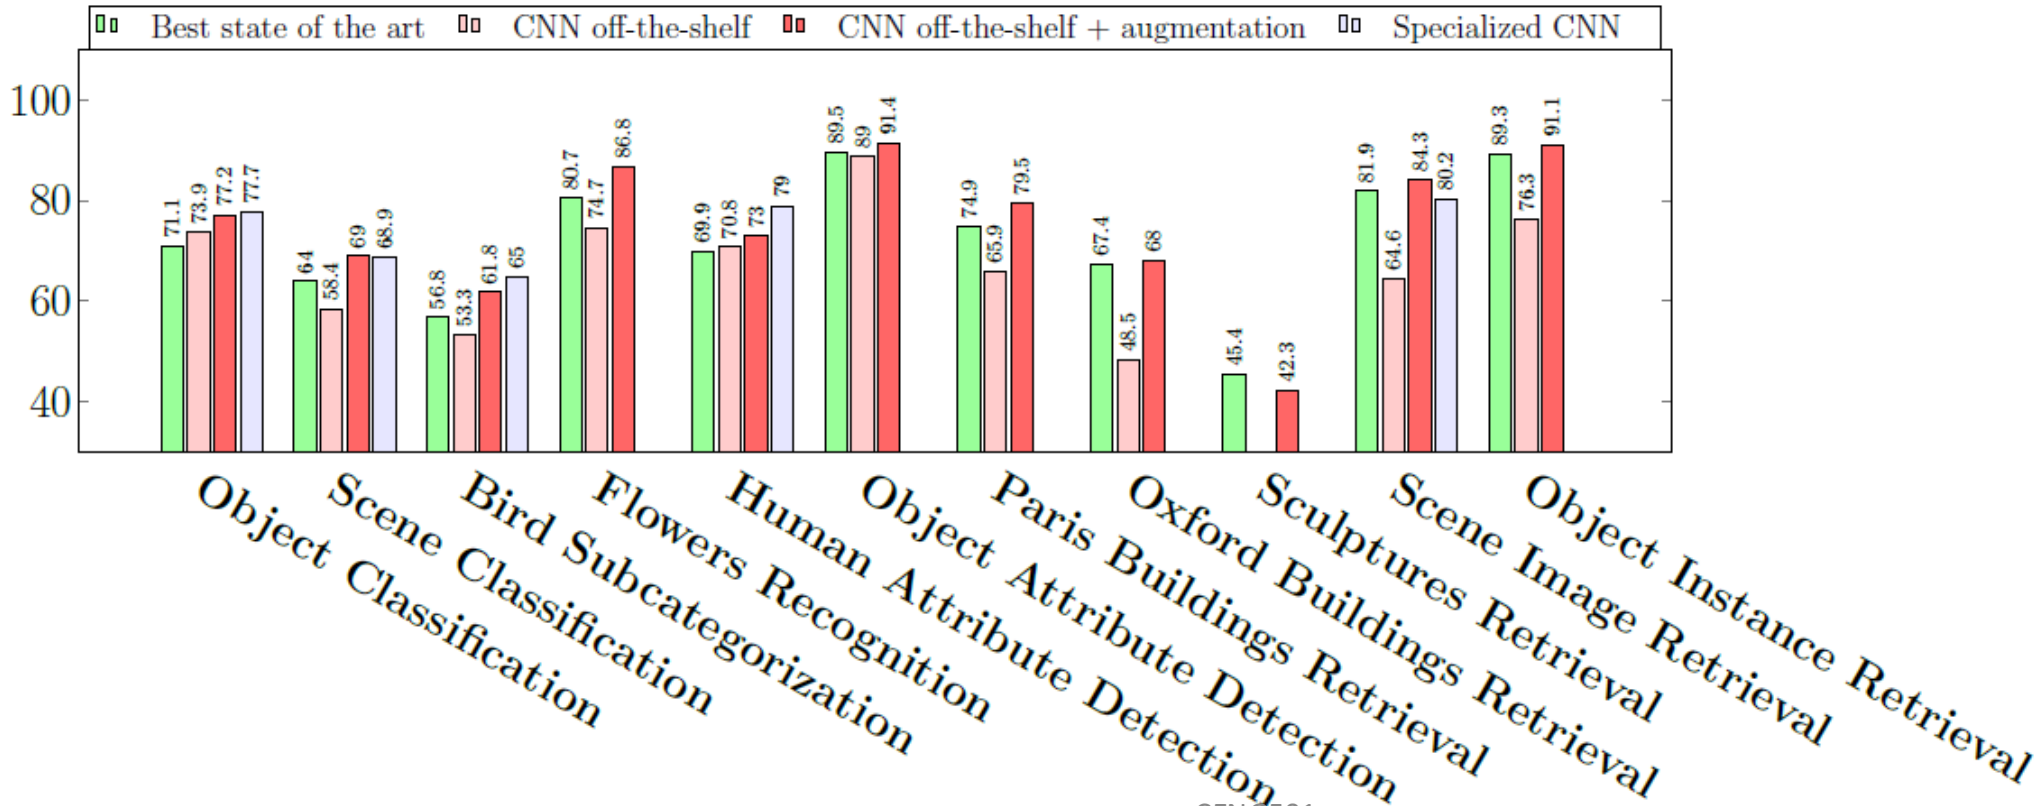 Best state of the art CNN off-the-shelf CNN off-the-shelf + augmentation Specialized CNN
100
80
60
40
71.1 73.9 77.2 77.7
64 58.4 69 68.9
56.8 53.3 61.8 65
80.7 74.7 86.8
69.9 70.8 73 79
89.5 89 91.4
74.9 65.9 79.5
67.4 48.5 68
45.4 42.3
81.9 64.6 84.3 80.2
89.3 76.3 91.1
Object Classification
Scene Classification
Bird Subcategorization
Flowers Recognition
Human Attribute Detection
Object Attribute Detection
Paris Buildings Retrieval
Oxford Buildings Retrieval
Sculptures Retrieval
Scene Image Retrieval
Object Instance Retrieval